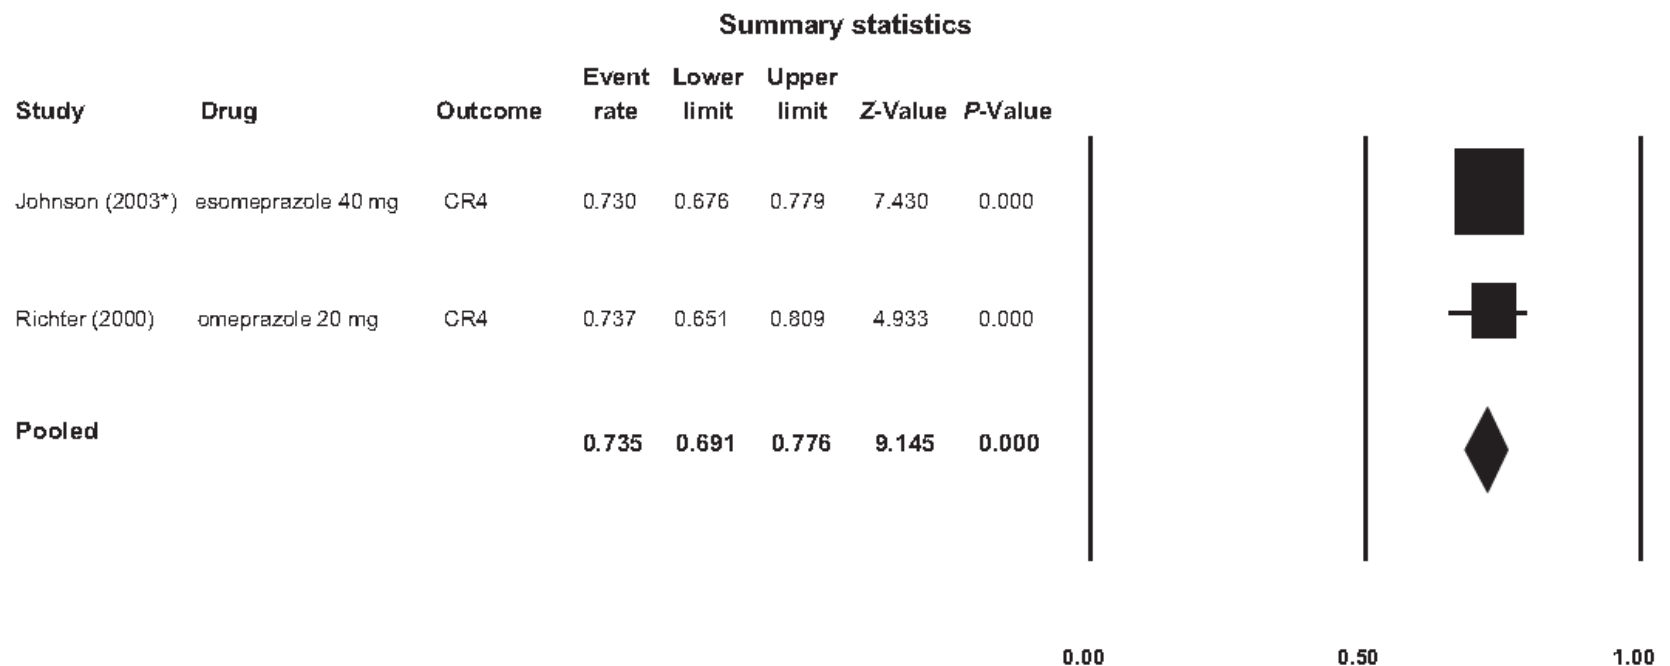 Summary statistics
Event Lower Upper
Study Drug Outcome rate limit limit Z-Value P-Value
Johnson (2003*) esomeprazole 40 mg CR4 0.730 0.676 0.779 7.430 0.000
Richter (2000) omeprazole 20 mg CR4 0.737 0.651 0.809 4.933 0.000
Pooled
0.735 0.691 0.776 9.145 0.000
0.00 0.50 1.00